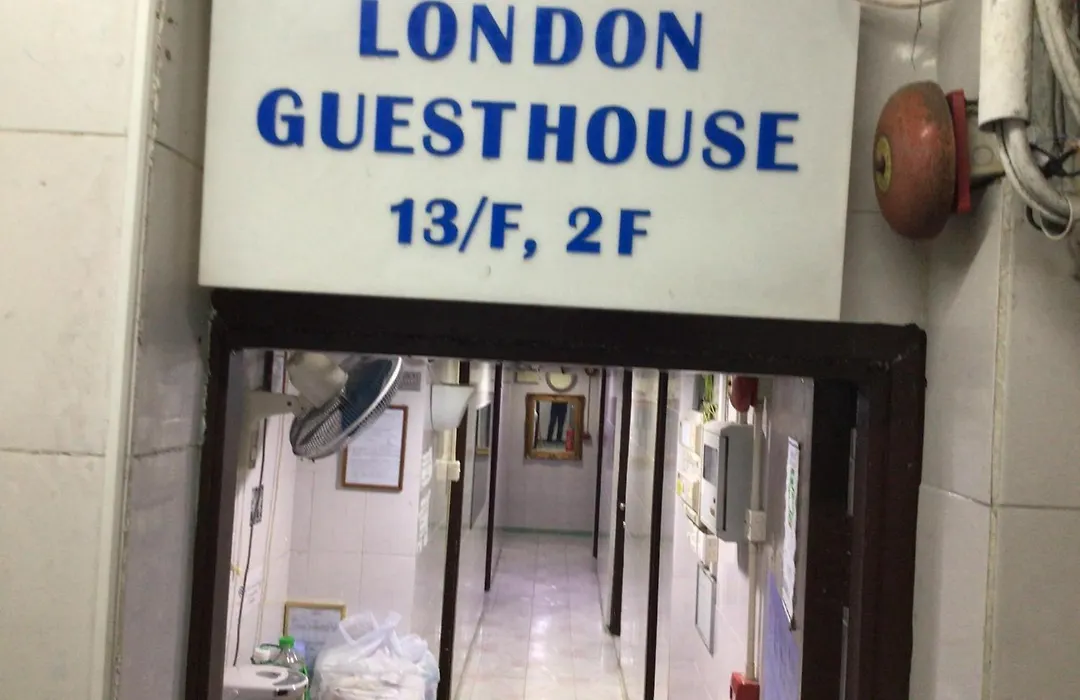 LONDON
GUESTHOUSE
13/F, 2F